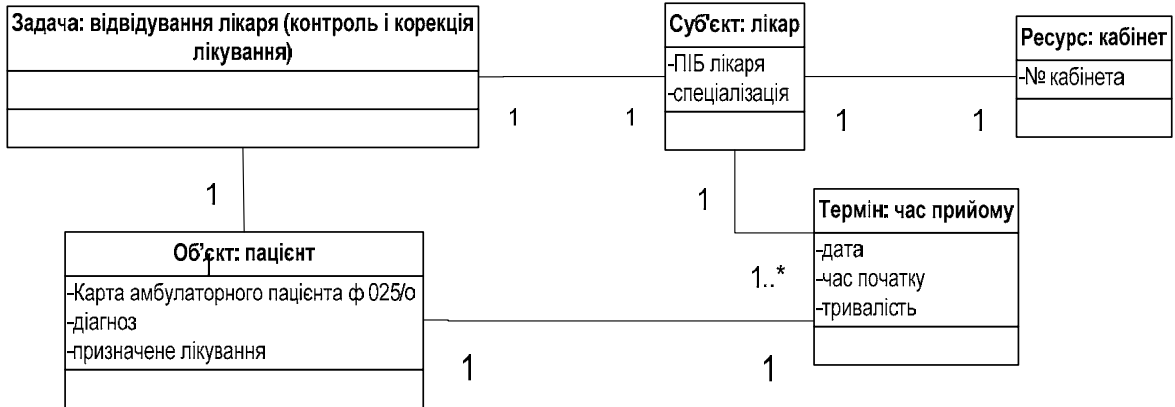 Задача: відвідування лікаря (контроль і корекція
лікування)
Суб'єкт: лікар
-ПІБ лікаря
-спеціалізація
Ресурс: кабінет
-№ кабінета
1
1
1
1
1
1
Термін: час прийому
-дата
-час початку
-тривалість
1..*
Об'єкт: пацієнт
1
-Карта амбулаторного пацієнта ф 025/о
-діагноз
-призначене лікування
1
1